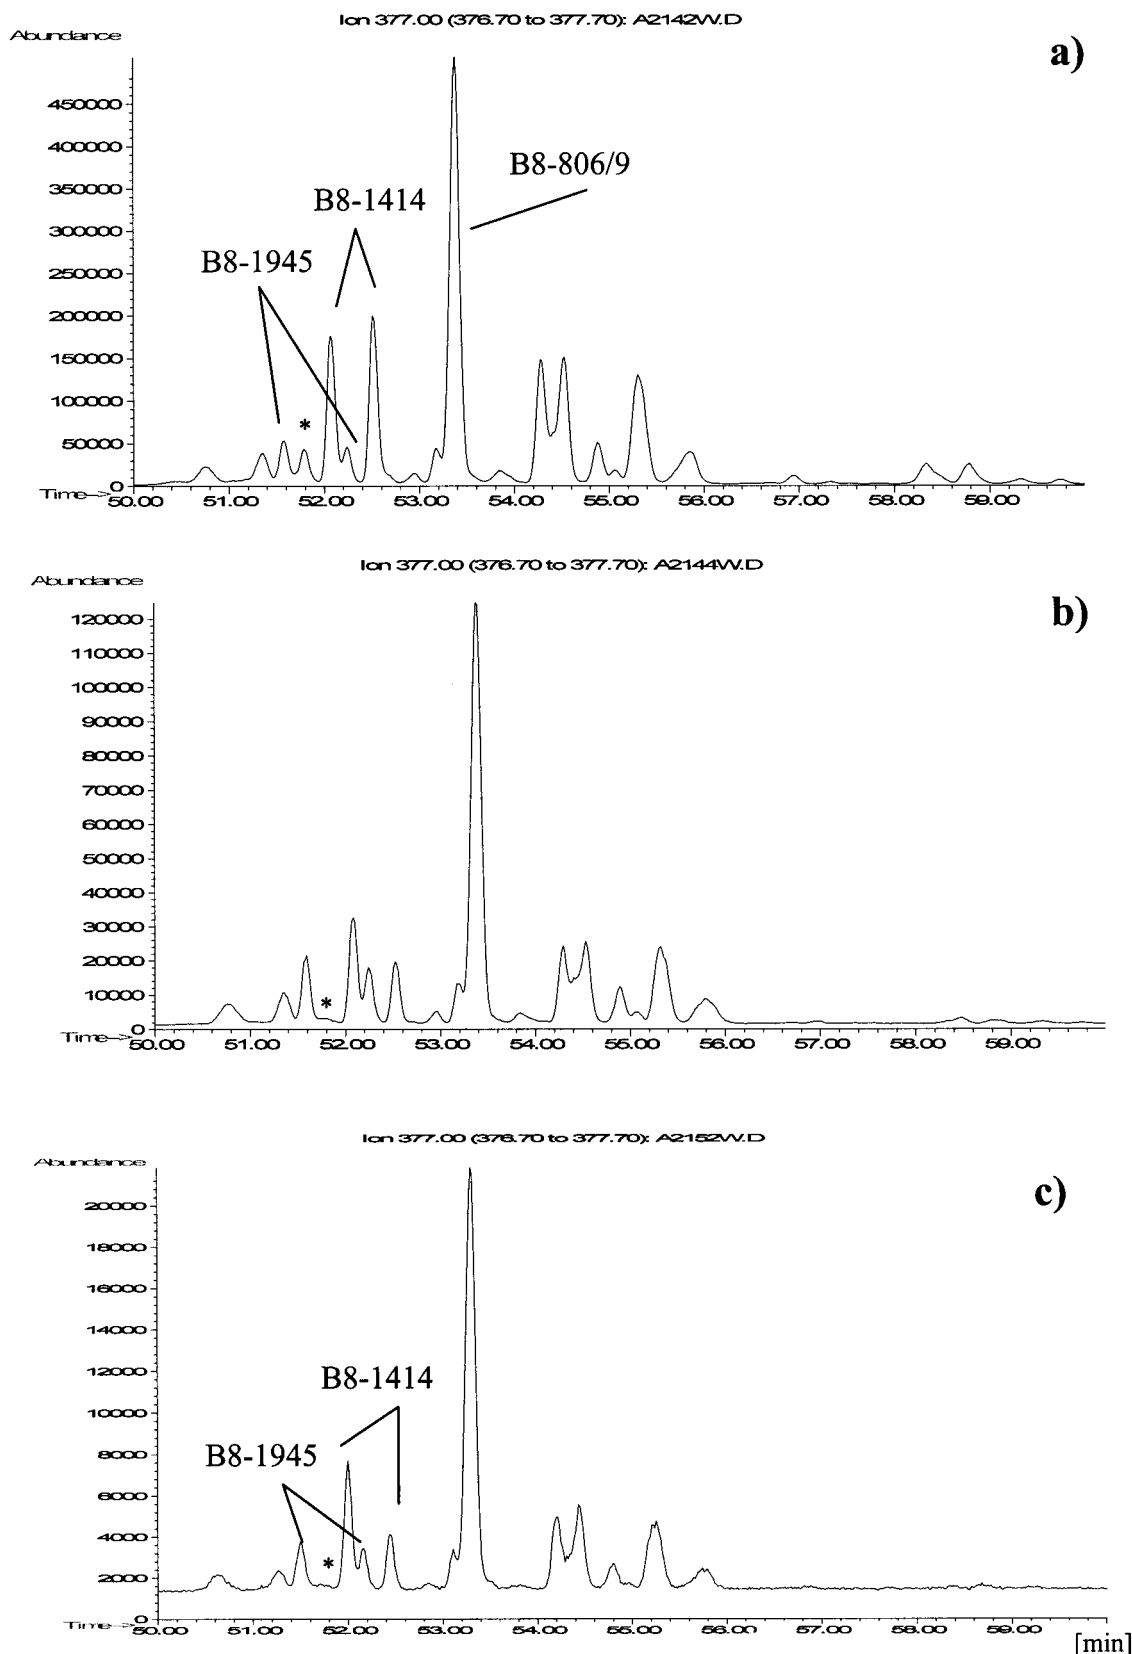 Ion 377.00 (376.70 to 377.70): A2142W.D
Abundance
a)
450000
400000
350000
300000
250000
200000
150000
100000
50000
0
B8-806/9
B8-1414
B8-1945
*
Time-->
50.00 51.00 52.00 53.00 54.00 55.00 56.00 57.00 58.00 59.00
Ion 377.00 (376.70 to 377.70): A2144W.D
Abundance
b)
120000
110000
100000
90000
80000
70000
60000
50000
40000
30000
20000
10000
0
*
Time-->
50.00 51.00 52.00 53.00 54.00 55.00 56.00 57.00 58.00 59.00
Ion 377.00 (376.70 to 377.70): A2152W.D
Abundance
c)
20000
18000
16000
14000
12000
10000
8000
6000
4000
2000
0
B8-1414
B8-1945
*
Time-->
50.00 51.00 52.00 53.00 54.00 55.00 56.00 57.00 58.00 59.00
[min]